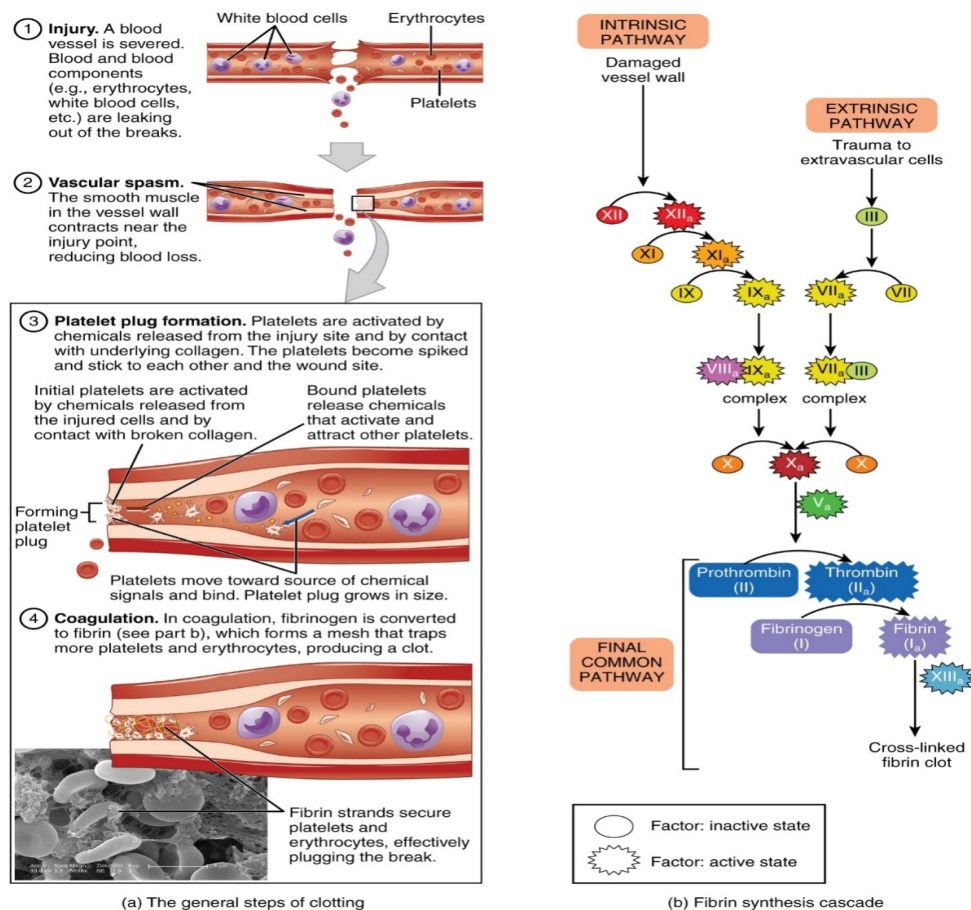 White blood cells
Erythrocytes
Platelets
1 Injury. A blood
vessel is severed.
Blood and blood
components
(e.g., erythrocytes,
white blood cells,
etc.) are leaking
out of the breaks.
2 Vascular spasm.
The smooth muscle
in the vessel wall
contracts near the
injury point,
reducing blood loss.
3 Platelet plug formation. Platelets are activated by
chemicals released from the injury site and by contact
with underlying collagen. The platelets become spiked
and stick to each other and the wound site.
Initial platelets are activated
by chemicals released from
the injured cells and by
contact with broken collagen.
Bound platelets
release chemicals
that activate and
attract other platelets.
Forming
platelet
plug
Platelets move toward source of chemical
signals and bind. Platelet plug grows in size.
4 Coagulation. In coagulation, fibrinogen is converted
to fibrin (see part b), which forms a mesh that traps
more platelets and erythrocytes, producing a clot.
Fibrin strands secure
platelets and
erythrocytes, effectively
plugging the break.
(a) The general steps of clotting
INTRINSIC
PATHWAY
Damaged
vessel wall
EXTRINSIC
PATHWAY
Trauma to
extravascular cells
XII
XIIa
III
XI
XIa
IX
IXa
VIIa
VII
VIIIa
IXa
VIIa
III
complex
complex
X
Xa
X
Va
Prothrombin
(II)
Thrombin
(IIa)
Fibrinogen
(I)
Fibrin
(Ia)
FINAL
COMMON
PATHWAY
XIIIa
Cross-linked
fibrin clot
Factor: inactive state
Factor: active state
(b) Fibrin synthesis cascade